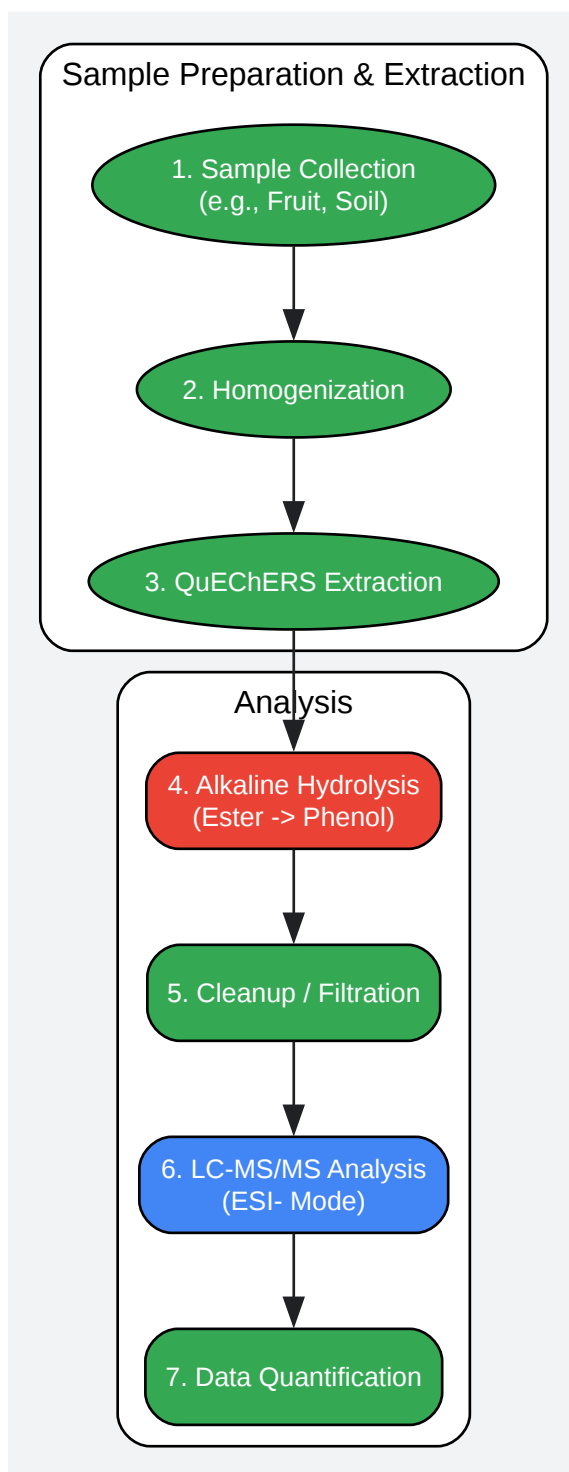 Sample Preparation & Extraction
1. Sample Collection
(e.g., Fruit, Soil)
2. Homogenization
3. QuEChERS Extraction
Analysis
4. Alkaline Hydrolysis
(Ester -> Phenol)
5. Cleanup / Filtration
6. LC-MS/MS Analysis
(ESI- Mode)
7. Data Quantification